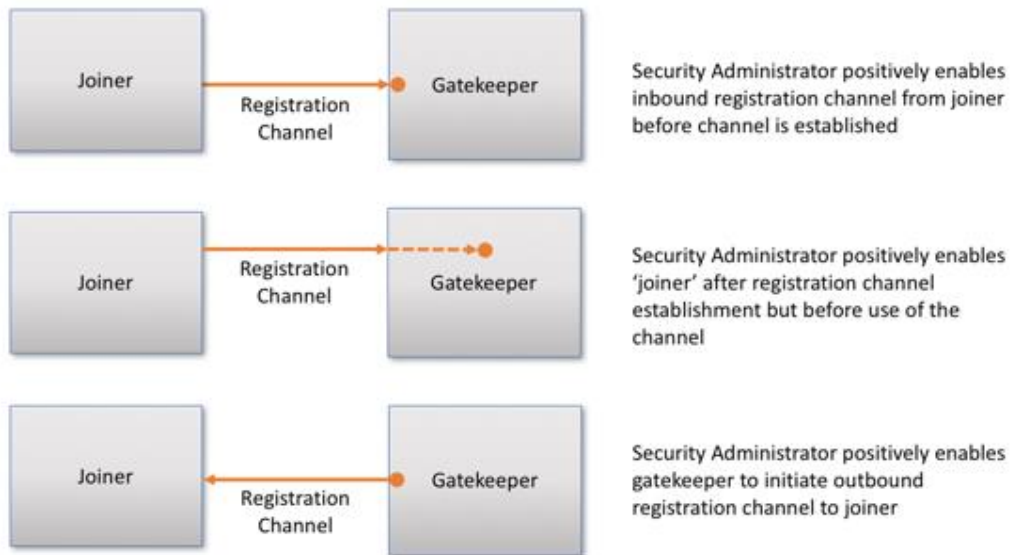 Joiner
Registration
Channel
Gatekeeper
Security Administrator positively enables
inbound registration channel from joiner
before channel is established
Joiner
Registration
Channel
Gatekeeper
Security Administrator positively enables
‘joiner’ after registration channel
establishment but before use of the
channel
Joiner
Registration
Channel
Gatekeeper
Security Administrator positively enables
gatekeeper to initiate outbound
registration channel to joiner